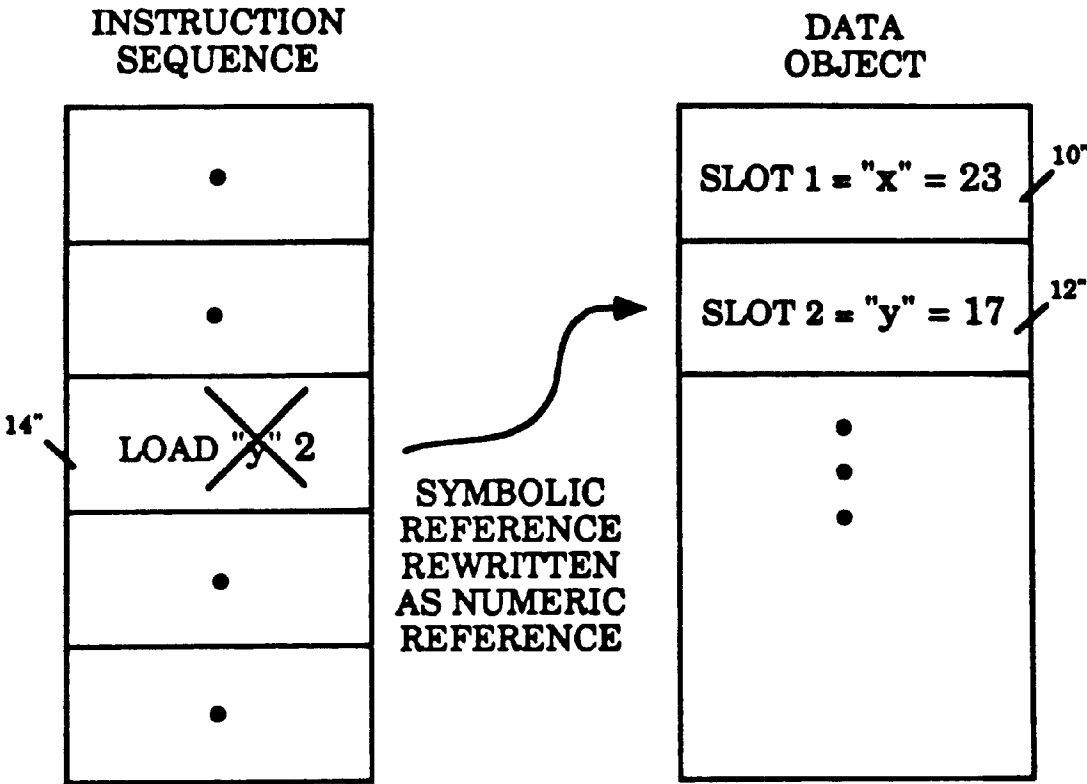 INSTRUCTION
SEQUENCE
DATA
OBJECT
SLOT 1 = "x" = 23
10"
SLOT 2 = "y" = 17
12"
14"
LOAD "y" 2
SYMBOLIC
REFERENCE
REWRITTEN
AS NUMERIC
REFERENCE